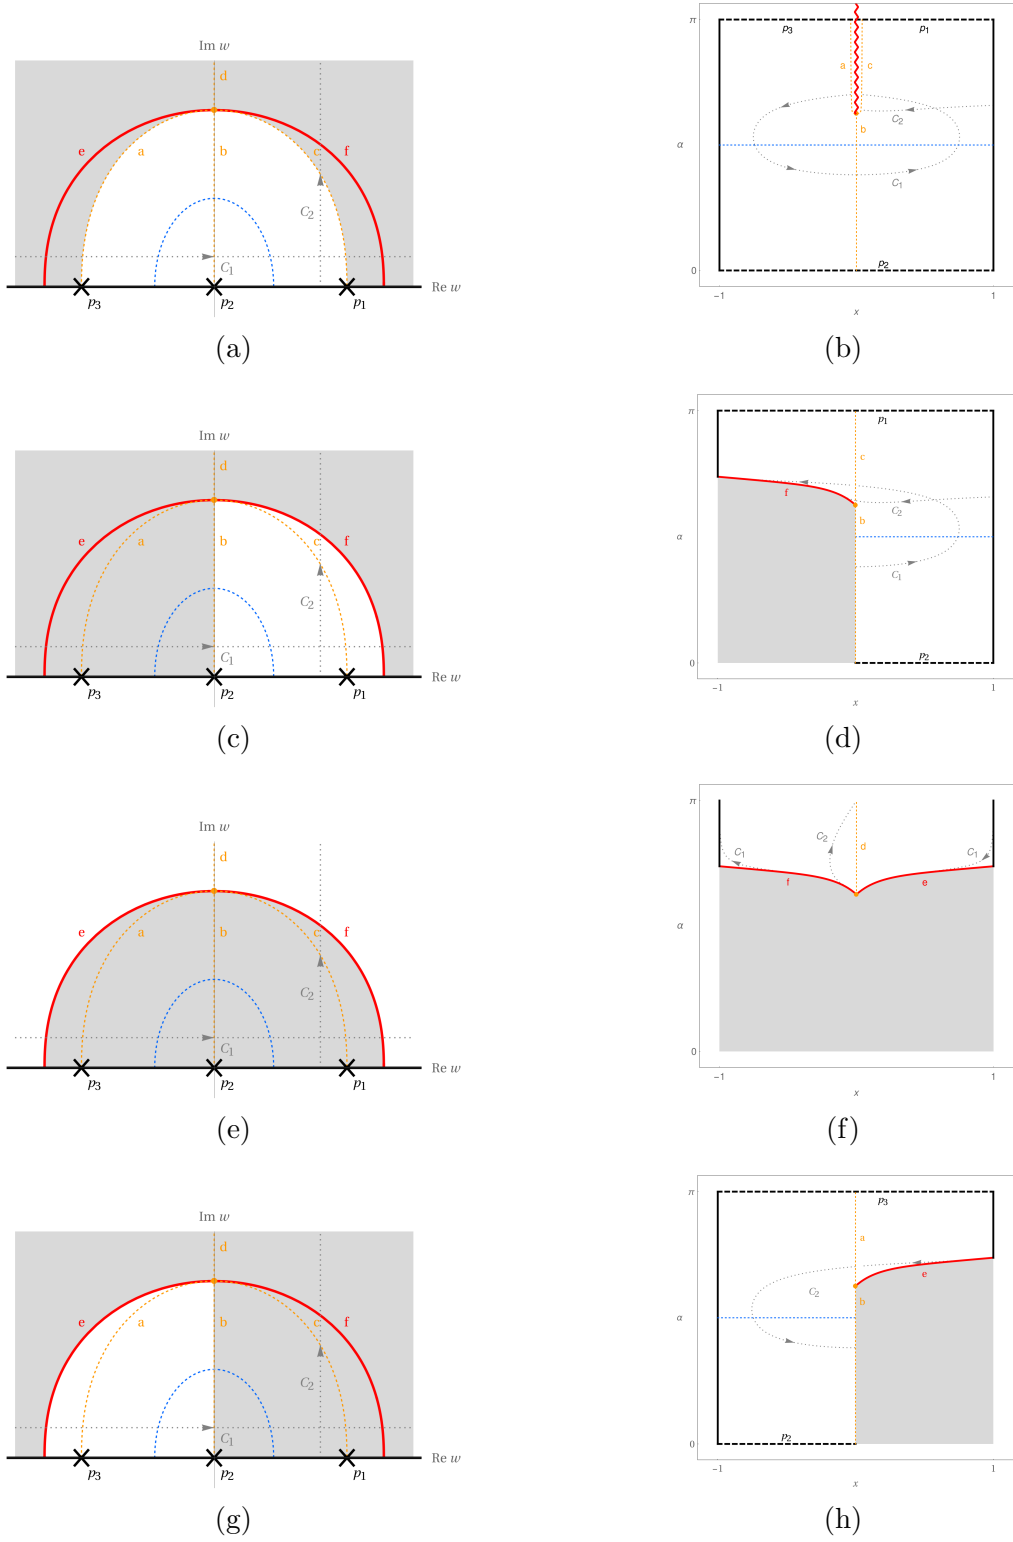 Im w
d
e
a
b
c
f
C2
C1
Re w
p3
p2
p1
(a)
π
p3
p1
a
c
C2
b
α
C1
p2
0
−1
1
x
(b)
Im w
d
e
a
b
c
f
C2
C1
Re w
p3
p2
p1
(c)
π
p1
c
f
C2
b
α
C1
p2
0
−1
1
x
(d)
Im w
d
e
a
b
c
f
C2
C1
Re w
p3
p2
p1
(e)
π
C2
C1
d
C1
f
e
α
0
−1
1
x
(f)
Im w
d
e
a
b
c
f
C2
C1
Re w
p3
p2
p1
(g)
π
p3
a
e
C2
b
α
p2
0
−1
1
x
(h)